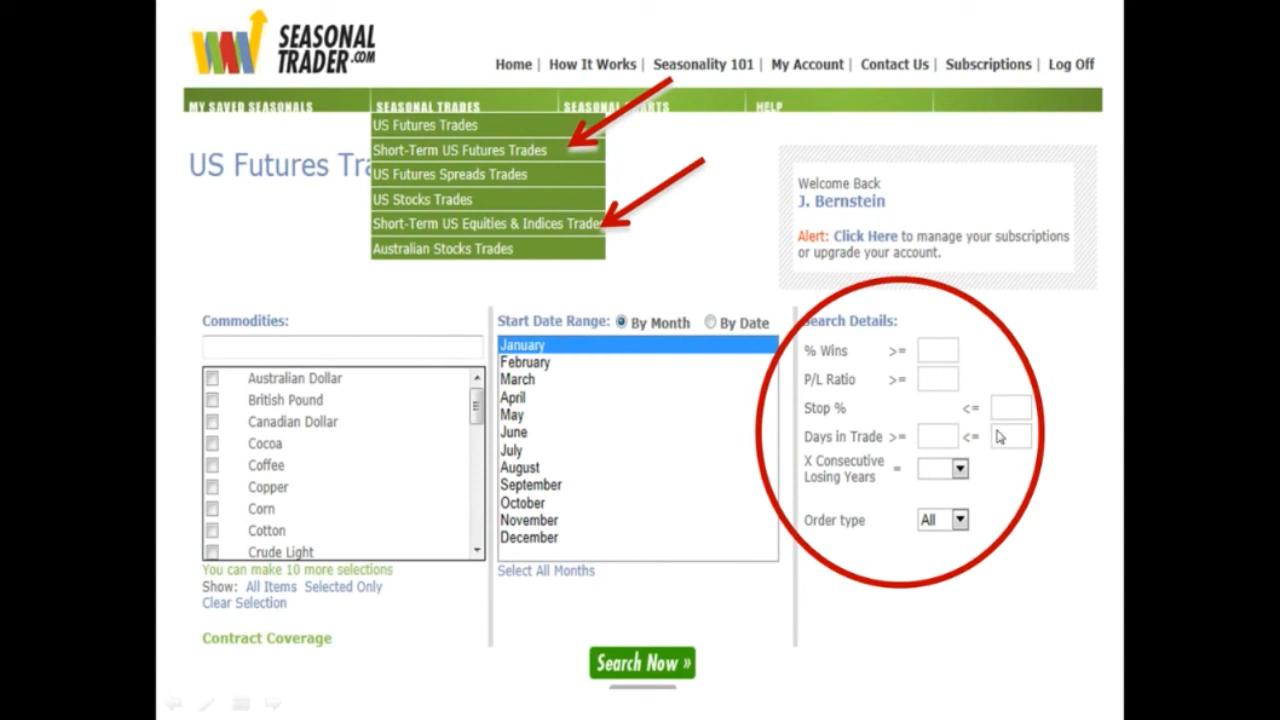 SEASONAL
TRADER.COM
Home | How It Works | Seasonality 101 | My Account | Contact Us | Subscriptions | Log Off
MY SAVED SEASONALS SEASONAL TRADES SEASONAL HELP
US Futures Trades
Short-Term US Futures Trades
US Futures Spreads Trades
US Stocks Trades
Short-Term US Equities & Indices
Australian Stocks Trades
US Futures
Welcome Back
J. Bernstein
Alert: Click Here to manage your subscriptions
or upgrade your account.
Commodities:
Australian Dollar
British Pound
Canadian Dollar
Cocoa
Coffee
Copper
Corn
Cotton
Crude Light
You can make 10 more selections
Show: All Items Selected Only
Clear Selection
Contract Coverage
Start Date Range: By Month By Date
January
February
March
April
May
June
July
August
September
October
November
December
Select All Months
Search Details:
% Wins >=
P/L Ratio >=
Stop % <=
Days in Trade >= <=
X Consecutive
Losing Years =
Order type All
Search Now »